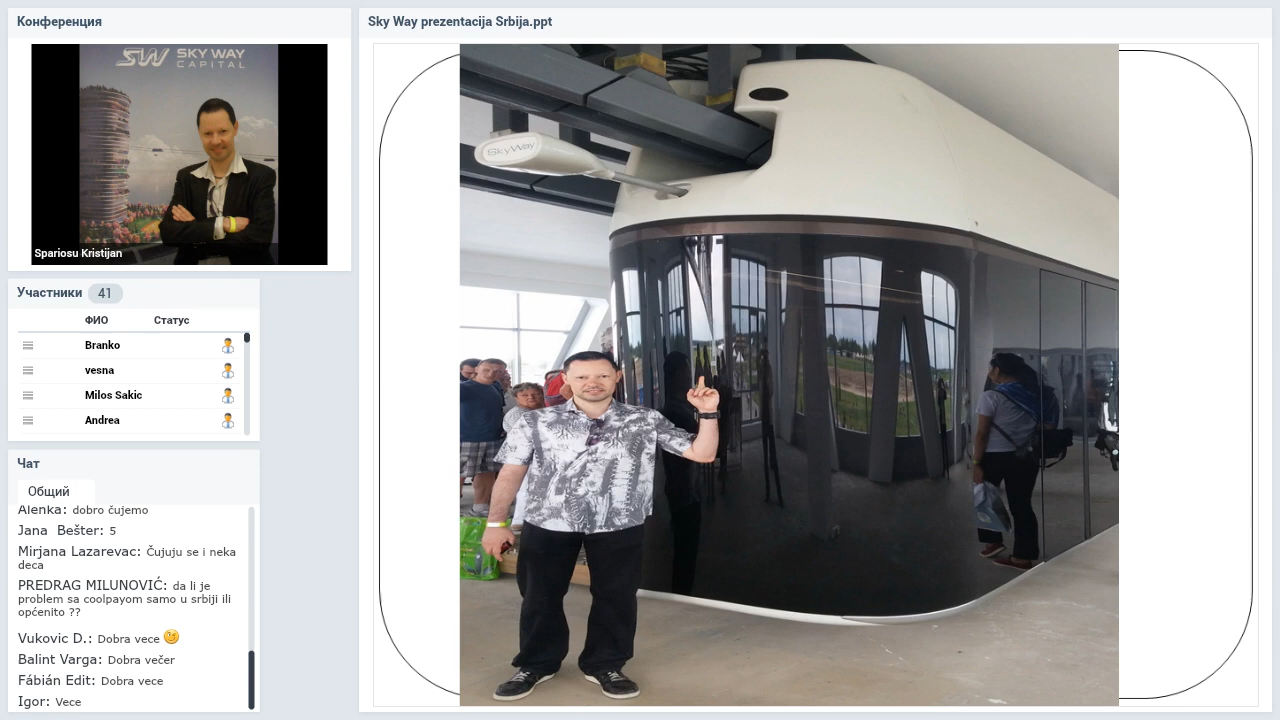 Конференция
SKY WAY
CAPITAL
Spariosu Kristijan
Участники 41
ФИО Статус
Branko
vesna
Milos Sakic
Andrea
Чат
Общий
Alenka: dobro čujemo
Jana Bešter: 5
Mirjana Lazarevac: Čujuju se i neka
deca
PREDRAG MILUNOVIĆ: da li je
problem sa coolpayom samo u srbiji ili
općenito ??
Vukovic D.: Dobra vece
Balint Varga: Dobra večer
Fábián Edit: Dobra vece
Igor: Vece
Sky Way prezentacija Srbija.ppt
SkyWay